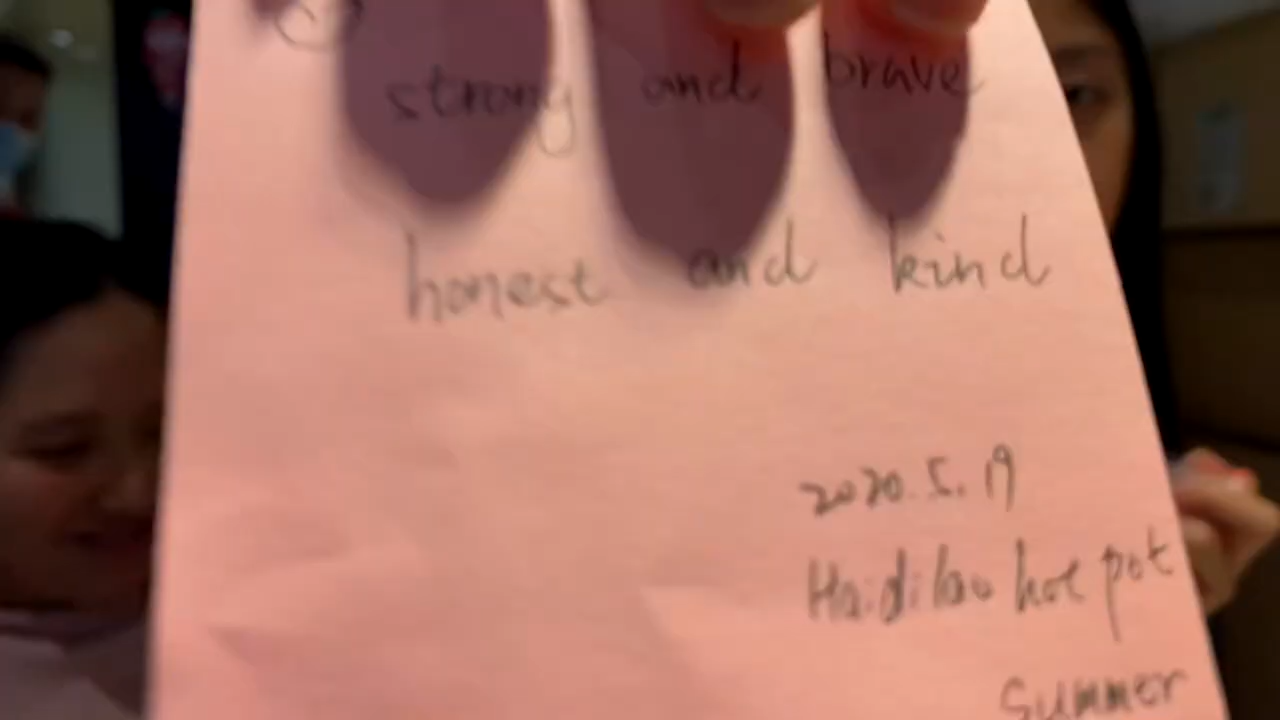 strong and brave
honest and kind
2020.5.19
Haidilao hot pot
Summer